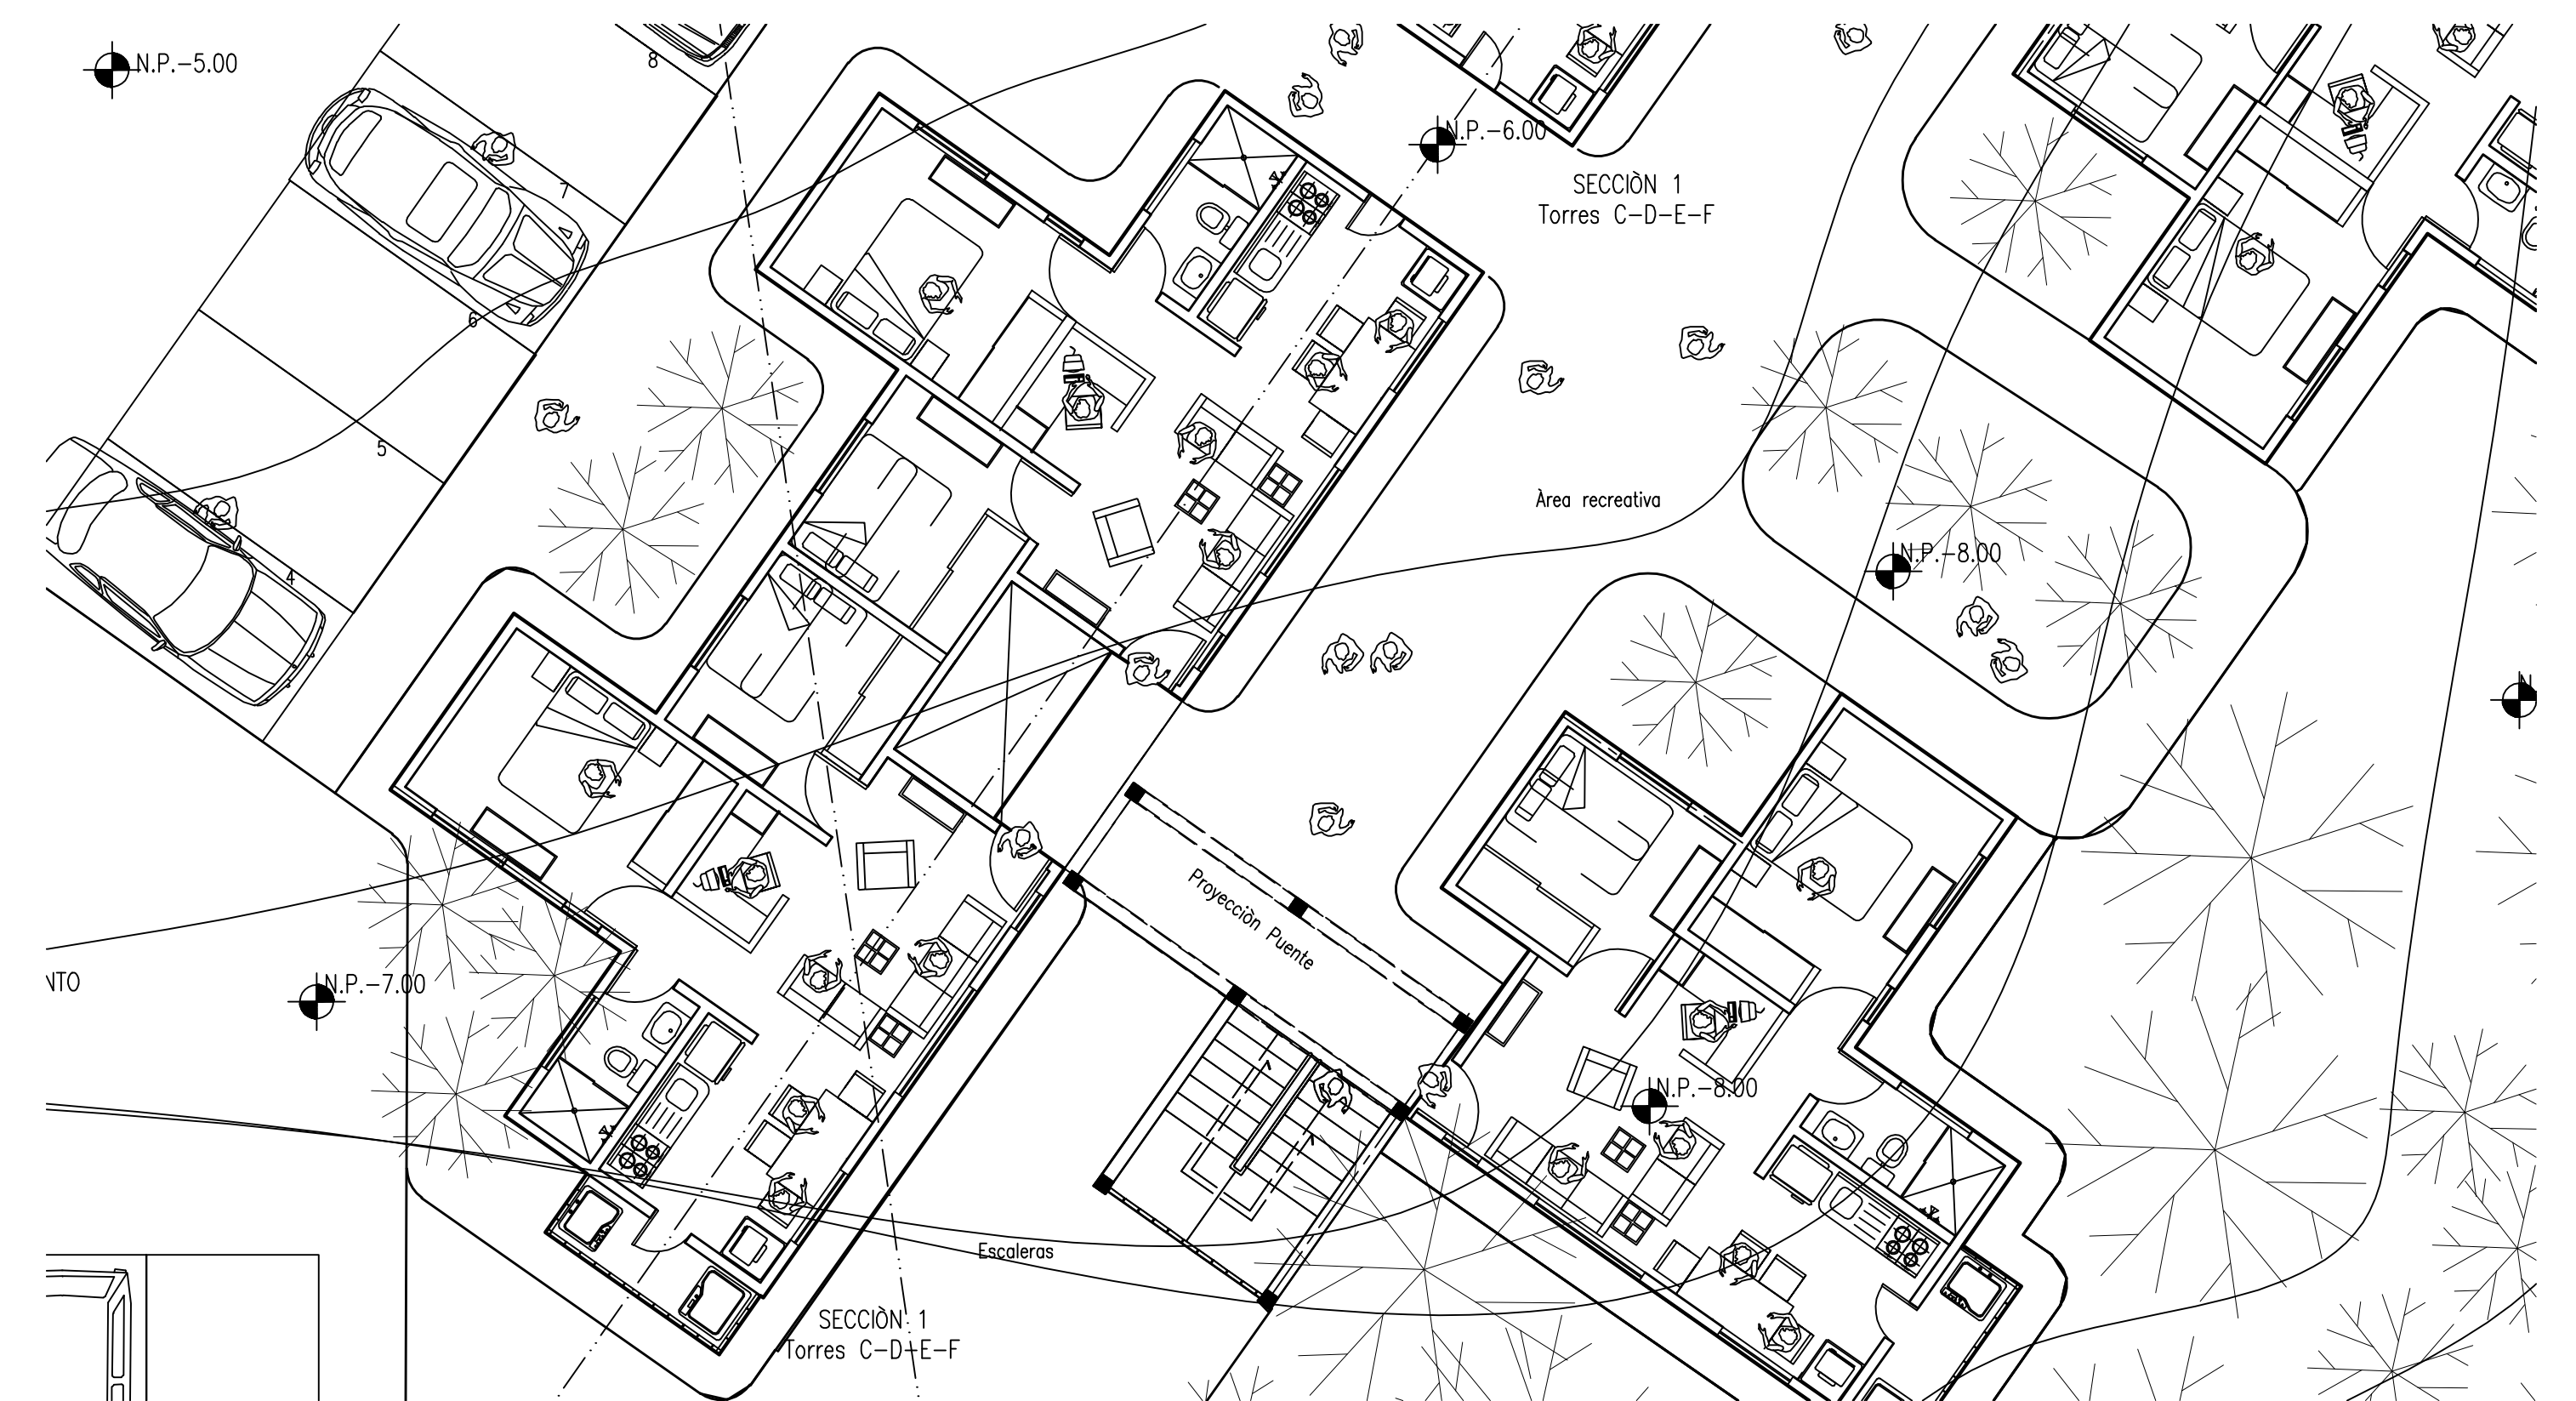 N.P.-5.00
8
N.P.-6.00
7
SECCIÒN 1
Torres C-D-E-F
6
5
Àrea recreativa
4
N.P.-8.00
N
Proyecciòn Puente
NTO
N.P.-7.00
N.P.-8.00
Escaleras
SECCIÒN 1
Torres C-D-E-F